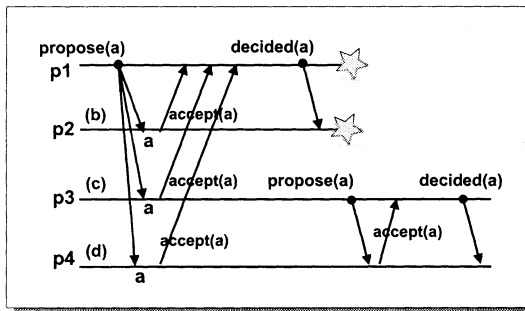 propose(a) decided(a)
p1
(b) accept(a)
p2 a
(c) accept(a) propose(a) decided(a)
p3 a
accept(a) accept(a)
p4 (d)
a